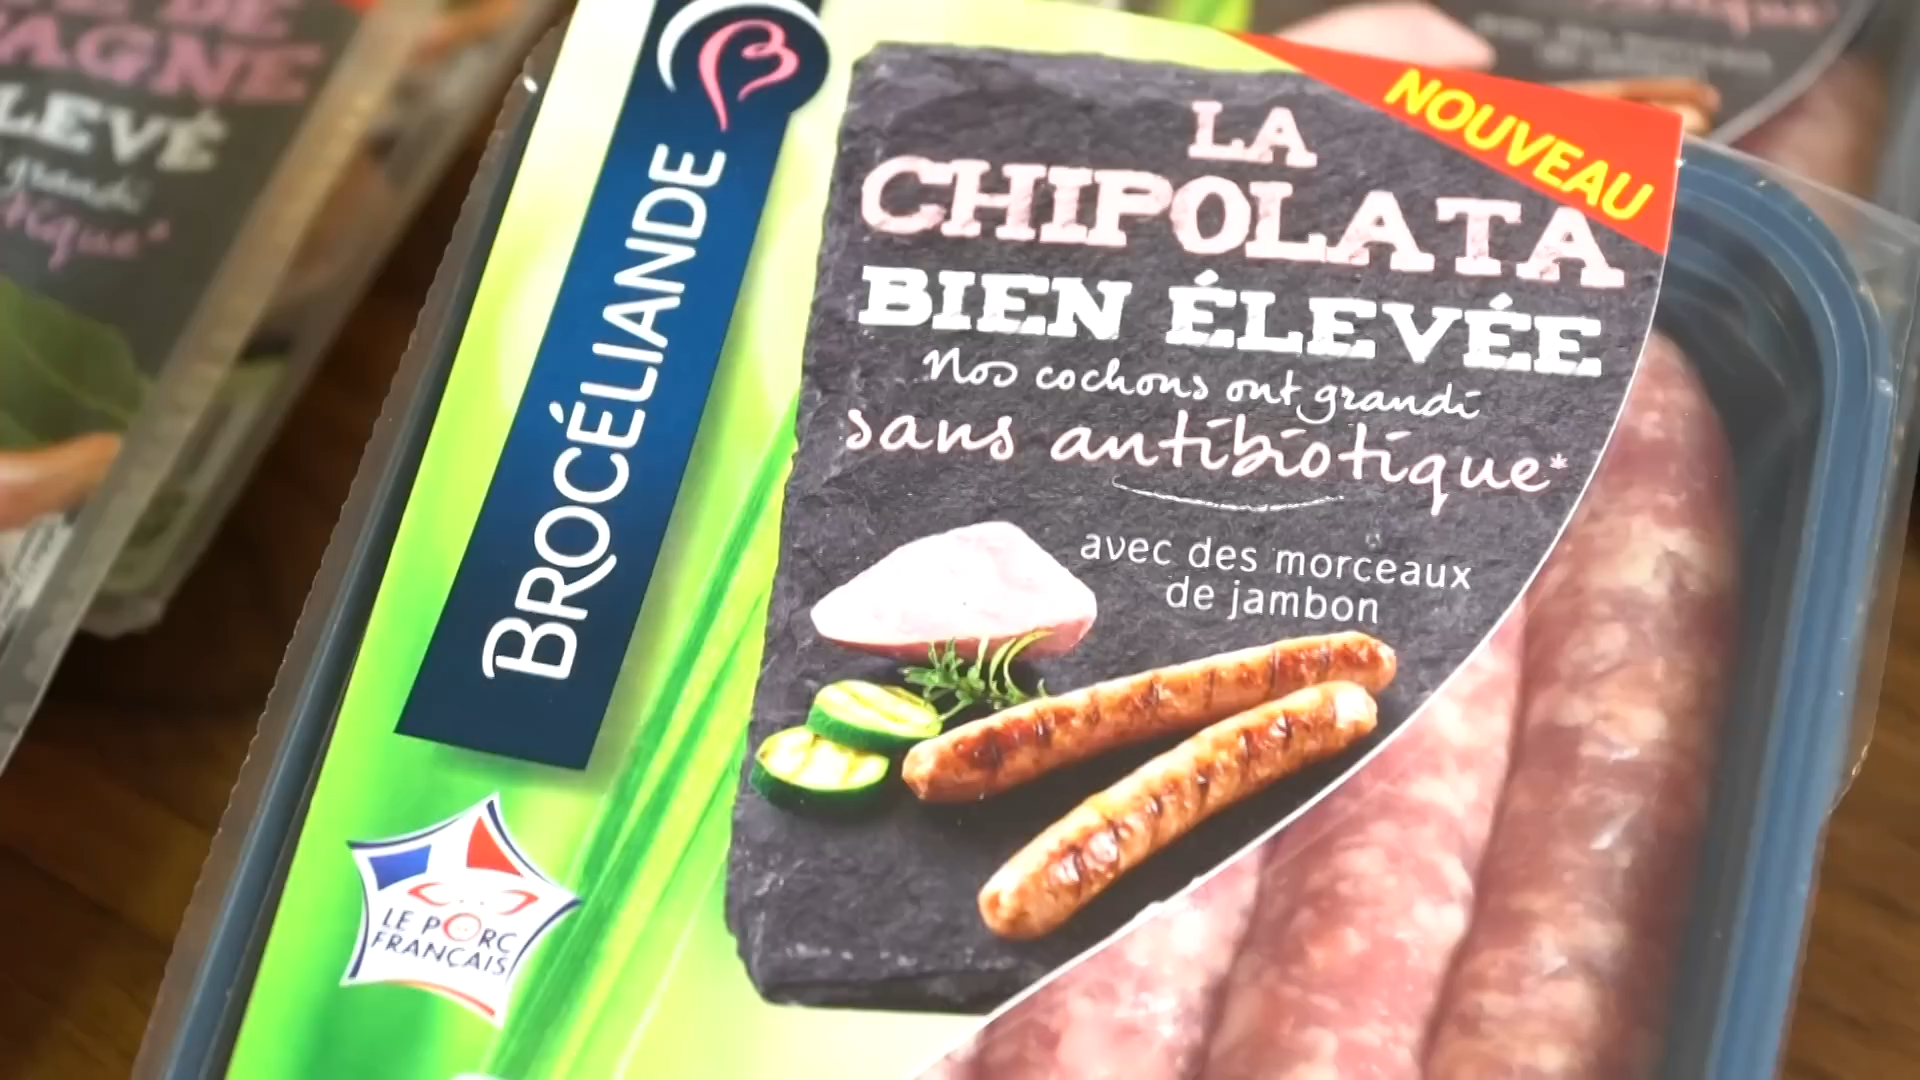 LEVÉ
grandi
BROCÉLIANDE
NOUVEAU
LA
CHIPOLATA
BIEN ÉLEVÉE
Nos cochons ont grandi
sans antibiotique*
avec des morceaux
de jambon
LE PORC
FRANÇAIS